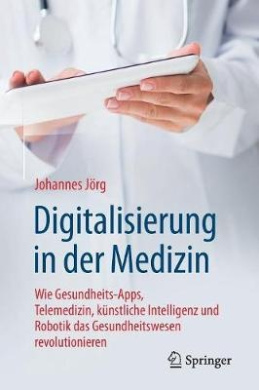 Johannes Jörg
Digitalisierung
in der Medizin
Wie Gesundheits-Apps,
Telemedizin, künstliche Intelligenz und
Robotik das Gesundheitswesen
revolutionieren
Springer